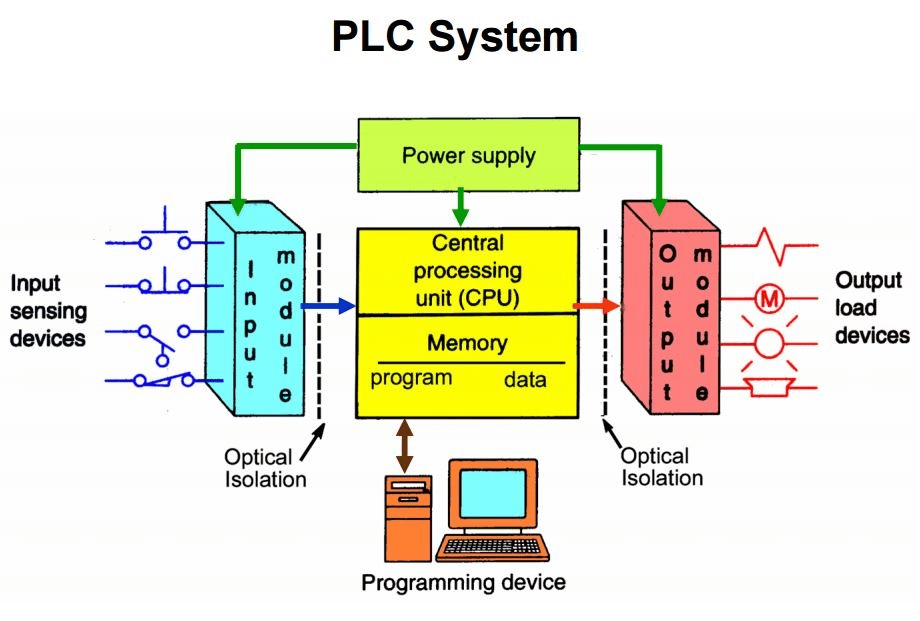 PLC System
Power supply
Input
sensing
devices
Input
module
Central
processing
unit (CPU)
Memory
program data
Output
module
Output
load
devices
M
Optical
Isolation
Optical
Isolation
Programming device